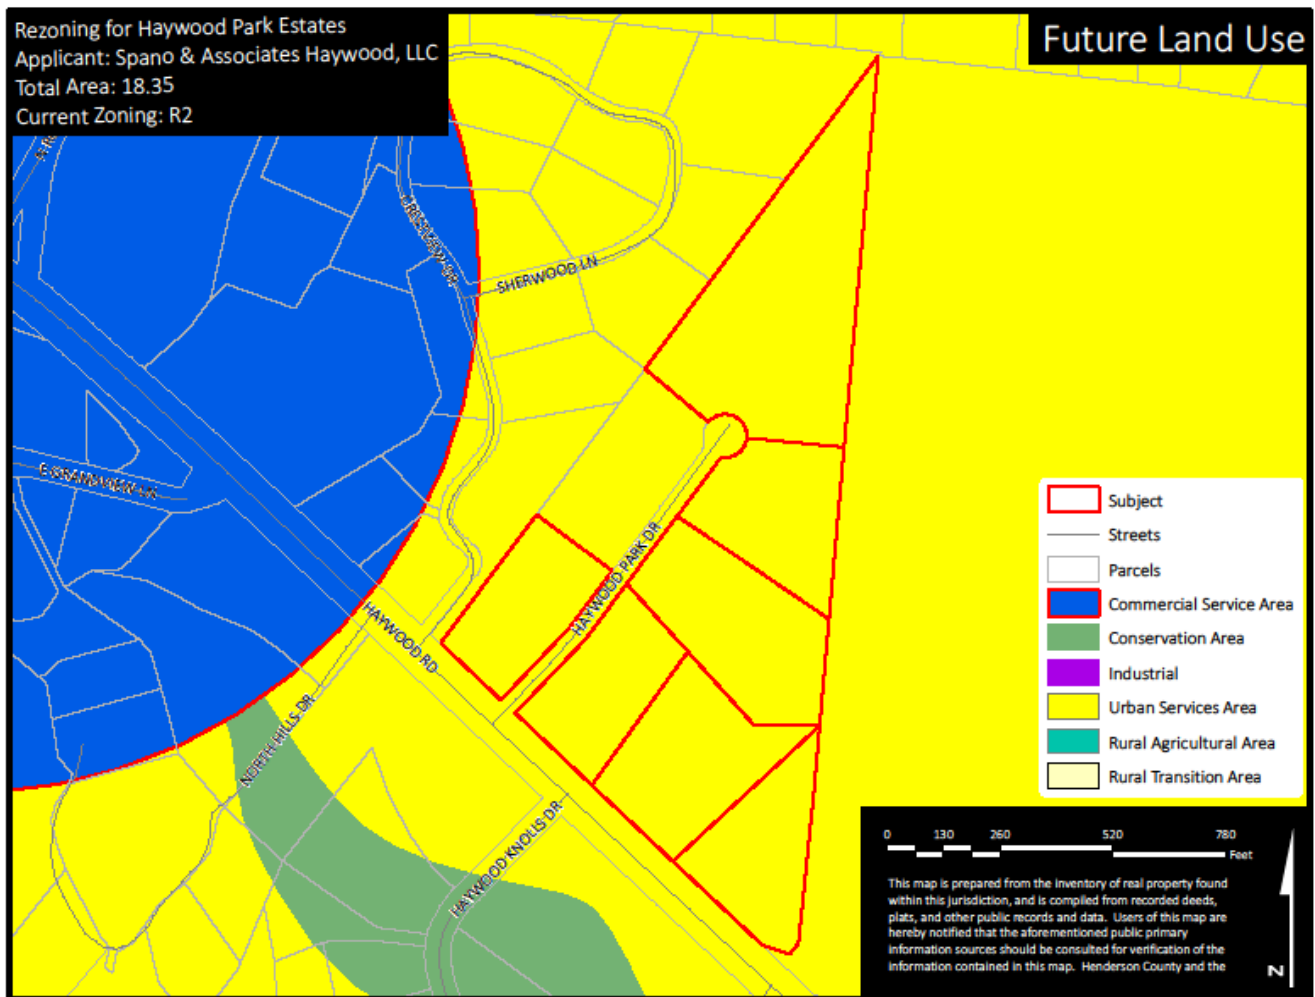 Rezoning for Haywood Park Estates
Applicant: Spano & Associates Haywood, LLC
Total Area: 18.35
Current Zoning: R2
Future Land Use
SHERWOOD LN
E GRANDVIEW LN
HAYWOOD PARK DR
HAYWOOD RD
NORTH HILLS DR
HAYWOOD KNOLLS DR
Subject
Streets
Parcels
Commercial Service Area
Conservation Area
Industrial
Urban Services Area
Rural Agricultural Area
Rural Transition Area
0 130 260 520 780
Feet
This map is prepared from the inventory of real property found
within this jurisdiction, and is compiled from recorded deeds,
plats, and other public records and data. Users of this map are
hereby notified that the aforementioned public primary
information sources should be consulted for verification of the
information contained in this map. Henderson County and the
N